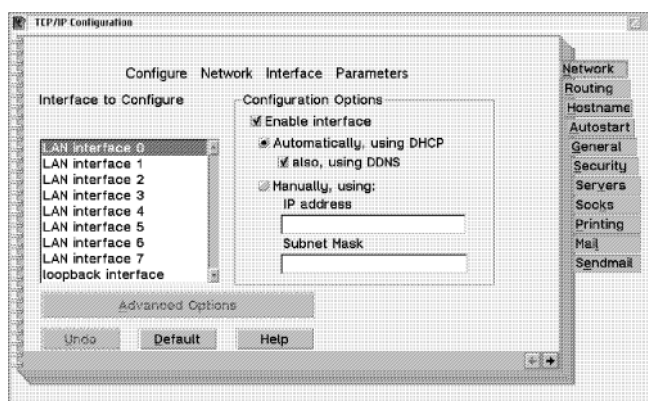 TCP/IP Configuration
Configure Network Interface Parameters
Interface to Configure
LAN interface 0
LAN interface 1
LAN interface 2
LAN interface 3
LAN interface 4
LAN interface 5
LAN interface 6
LAN interface 7
loopback interface
Configuration Options
Enable interface
Automatically, using DHCP
also, using DDNS
Manually, using:
IP address
Subnet Mask
Advanced Options
Undo
Default
Help
Network
Routing
Hostname
Autostart
General
Security
Servers
Socks
Printing
Mail
Sendmail